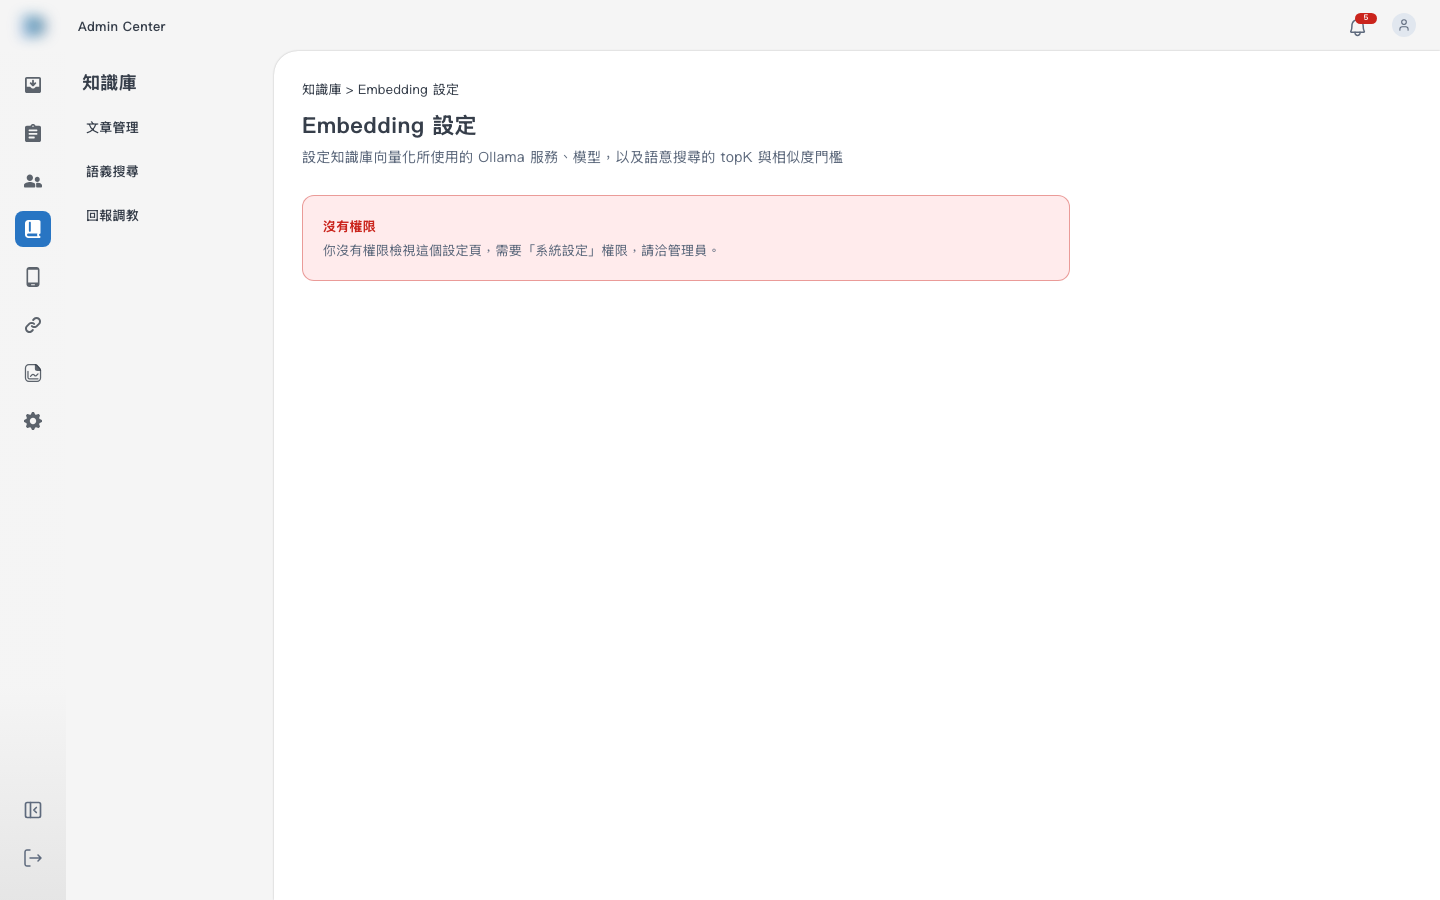 Admin Center
5
知識庫
文章管理
語義搜尋
回報調教
知識庫 > Embedding 設定
Embedding 設定
設定知識庫向量化所使用的 Ollama 服務、模型，以及語意搜尋的 topK 與相似度門檻
沒有權限
你沒有權限檢視這個設定頁，需要「系統設定」權限，請洽管理員。